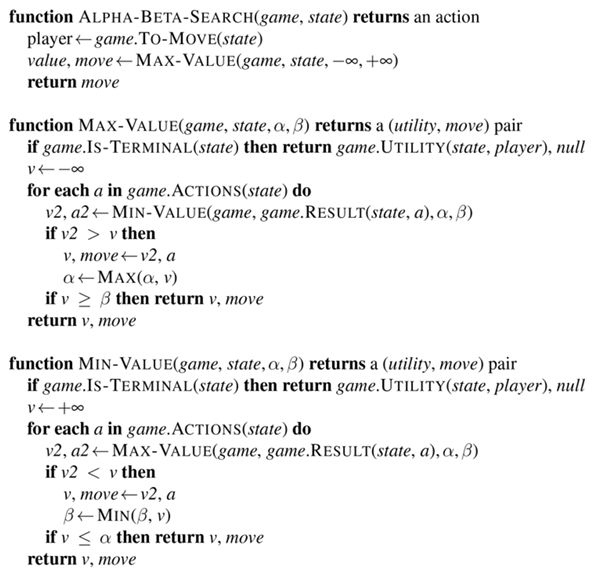 function ALPHA-BETA-SEARCH(game, state) returns an action
player←game.TO-MOVE(state)
value, move←MAX-VALUE(game, state, −∞, +∞)
return move
function MAX-VALUE(game, state, α, β) returns a (utility, move) pair
if game.IS-TERMINAL(state) then return game.UTILITY(state, player), null
v←−∞
for each a in game.ACTIONS(state) do
v2, a2←MIN-VALUE(game, game.RESULT(state, a), α, β)
if v2 > v then
v, move←v2, a
α←MAX(α, v)
if v ≥ β then return v, move
return v, move
function MIN-VALUE(game, state, α, β) returns a (utility, move) pair
if game.IS-TERMINAL(state) then return game.UTILITY(state, player), null
v←+∞
for each a in game.ACTIONS(state) do
v2, a2←MAX-VALUE(game, game.RESULT(state, a), α, β)
if v2 < v then
v, move←v2, a
β←MIN(β, v)
if v ≤ α then return v, move
return v, move